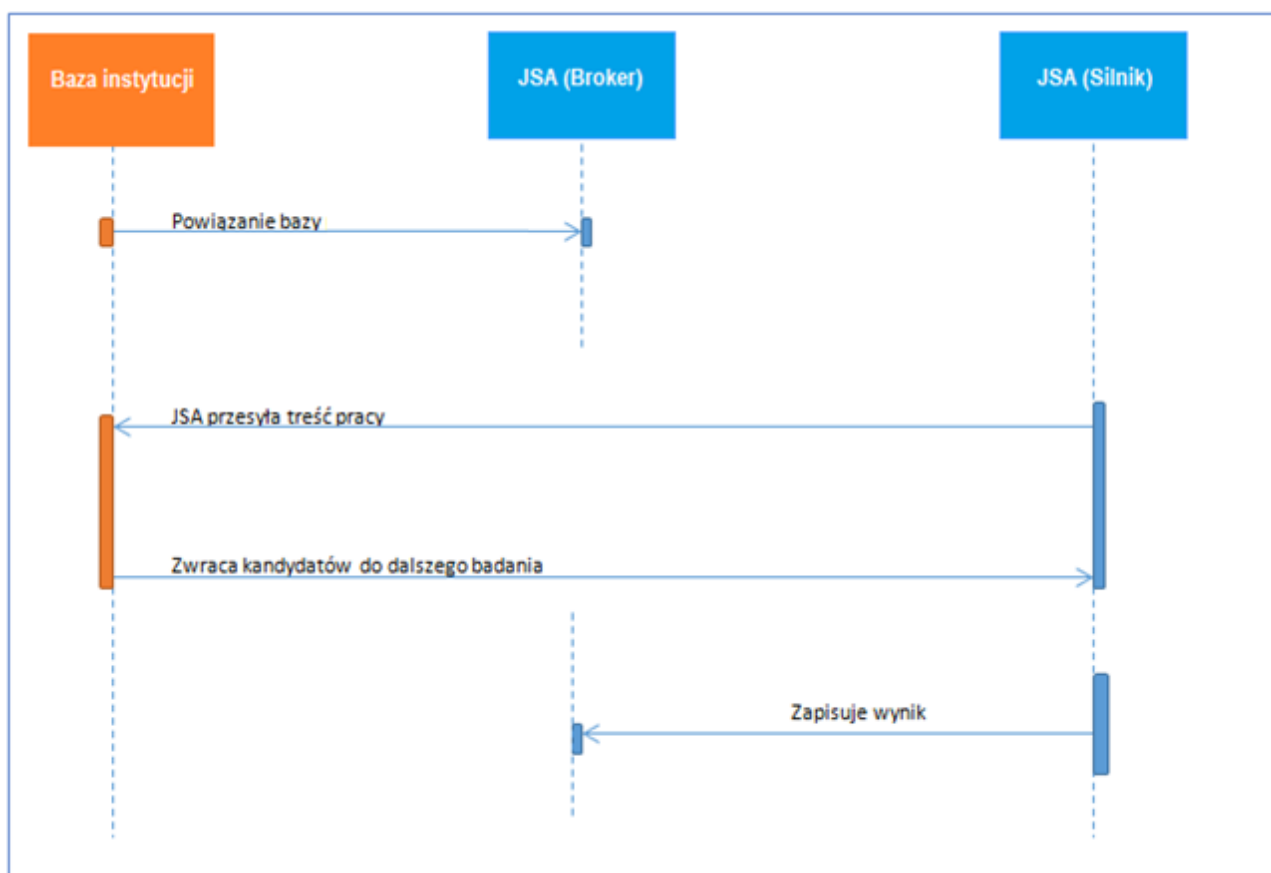 Baza instytucji
JSA (Broker)
JSA (Silnik)
Powiązanie bazy
JSA przesyła treść pracy
Zwraca kandydatów do dalszego badania
Zapisuje wynik